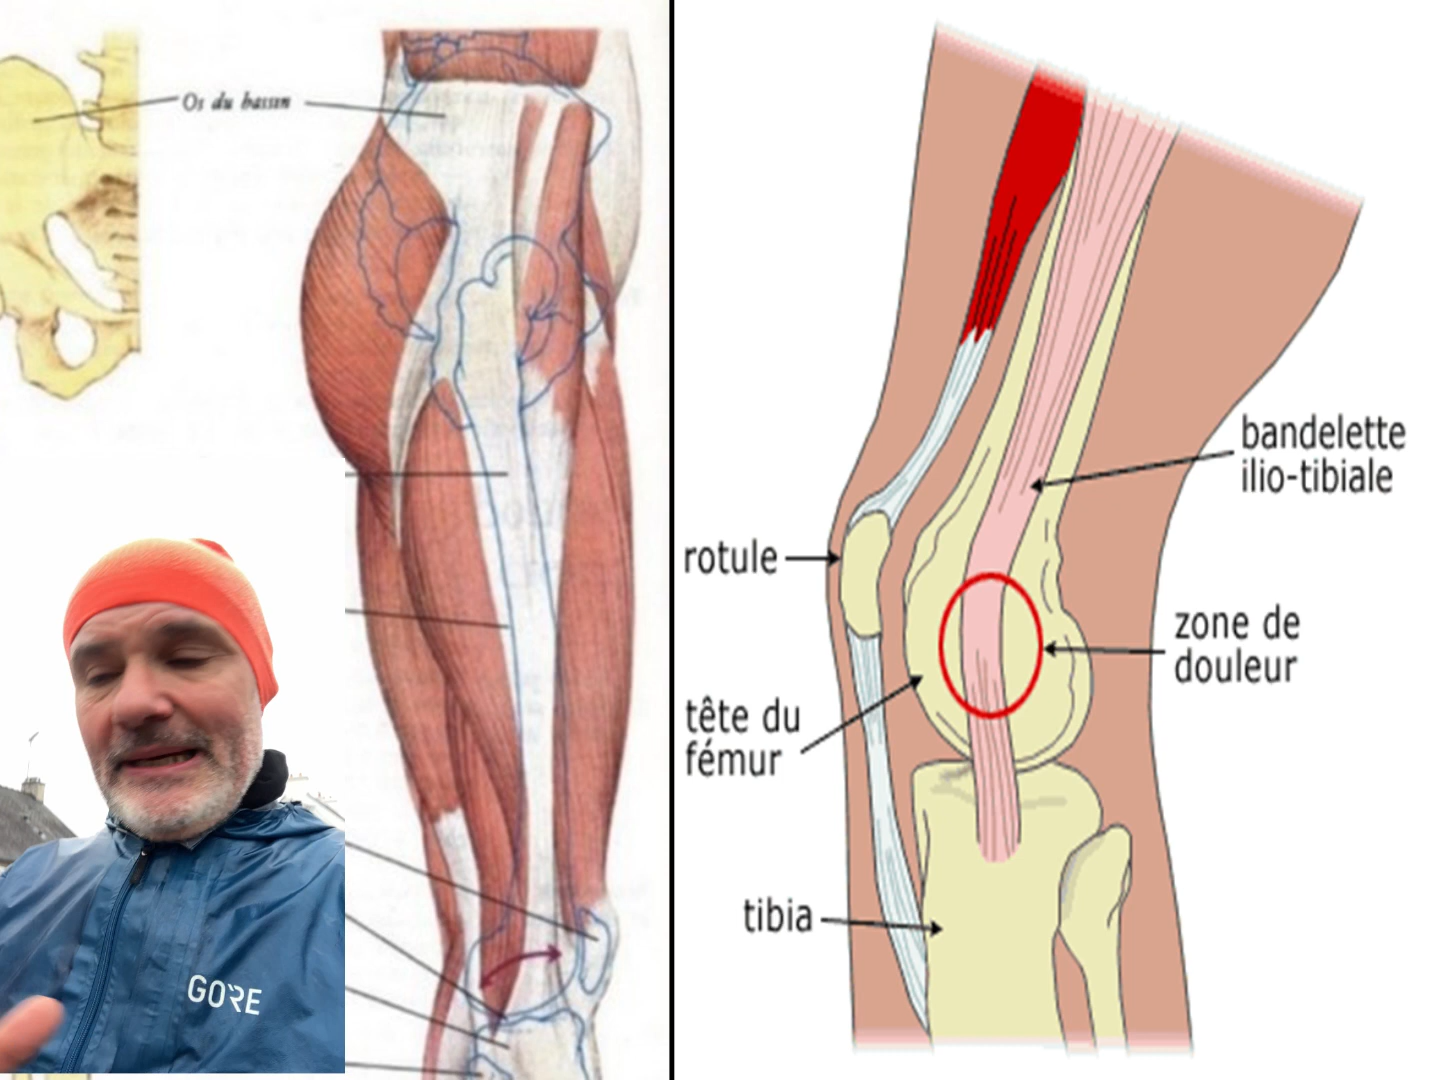 Os du bassin
bandelette
ilio-tibiale
rotule
zone de
douleur
tête du
fémur
tibia
GORE